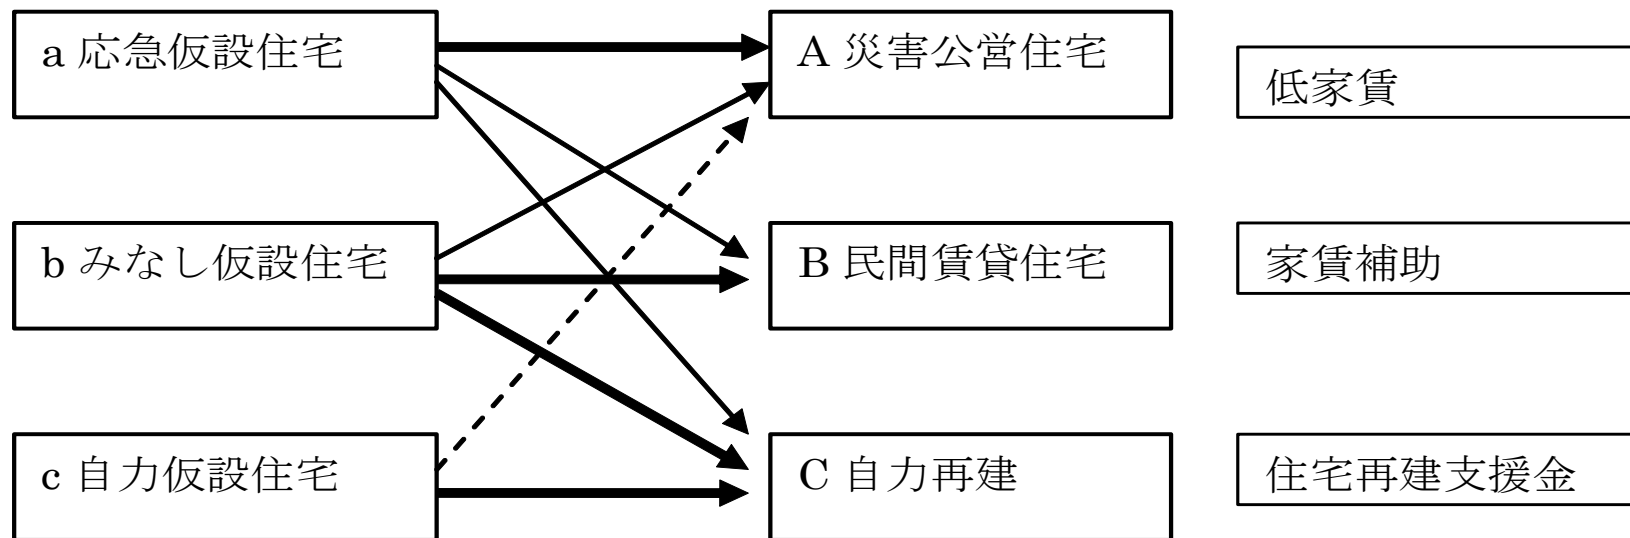 a 応急仮設住宅
A 災害公営住宅
低家賃
b みなし仮設住宅
B 民間賃貸住宅
家賃補助
c 自力仮設住宅
C 自力再建
住宅再建支援金